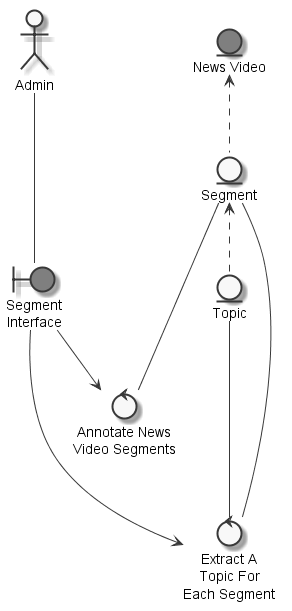 Admin
News Video
Segment
Segment
Interface
Topic
Annotate News
Video Segments
Extract A
Topic For
Each Segment